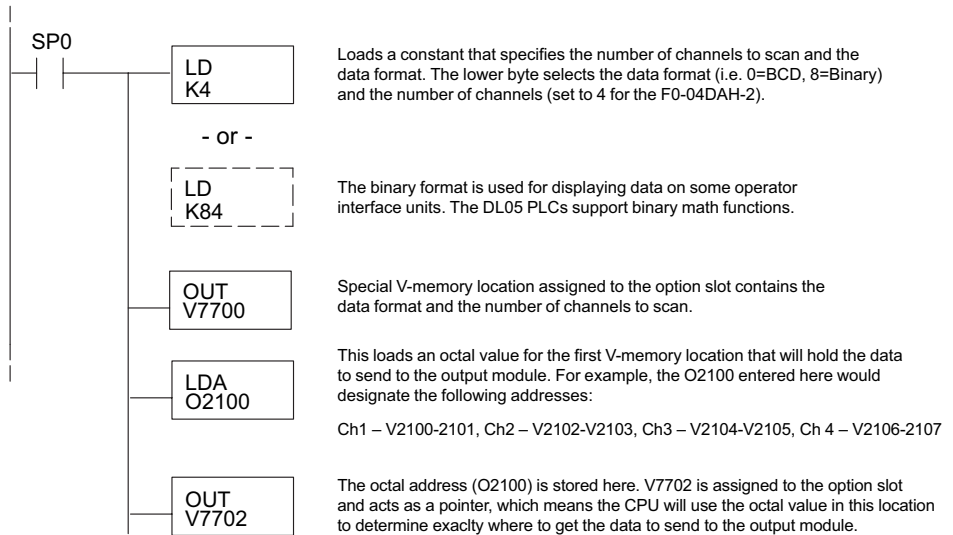 SP0
LD
K4
Loads a constant that specifies the number of channels to scan and the
data format. The lower byte selects the data format (i.e. 0=BCD, 8=Binary)
and the number of channels (set to 4 for the F0-04DAH-2).
- or -
LD
K84
The binary format is used for displaying data on some operator
interface units. The DL05 PLCs support binary math functions.
OUT
V7700
Special V-memory location assigned to the option slot contains the
data format and the number of channels to scan.
LDA
O2100
This loads an octal value for the first V-memory location that will hold the data
to send to the output module. For example, the O2100 entered here would
designate the following addresses:
Ch1 – V2100-2101, Ch2 – V2102-V2103, Ch3 – V2104-V2105, Ch 4 – V2106-2107
OUT
V7702
The octal address (O2100) is stored here. V7702 is assigned to the option slot
and acts as a pointer, which means the CPU will use the octal value in this location
to determine exaclty where to get the data to send to the output module.